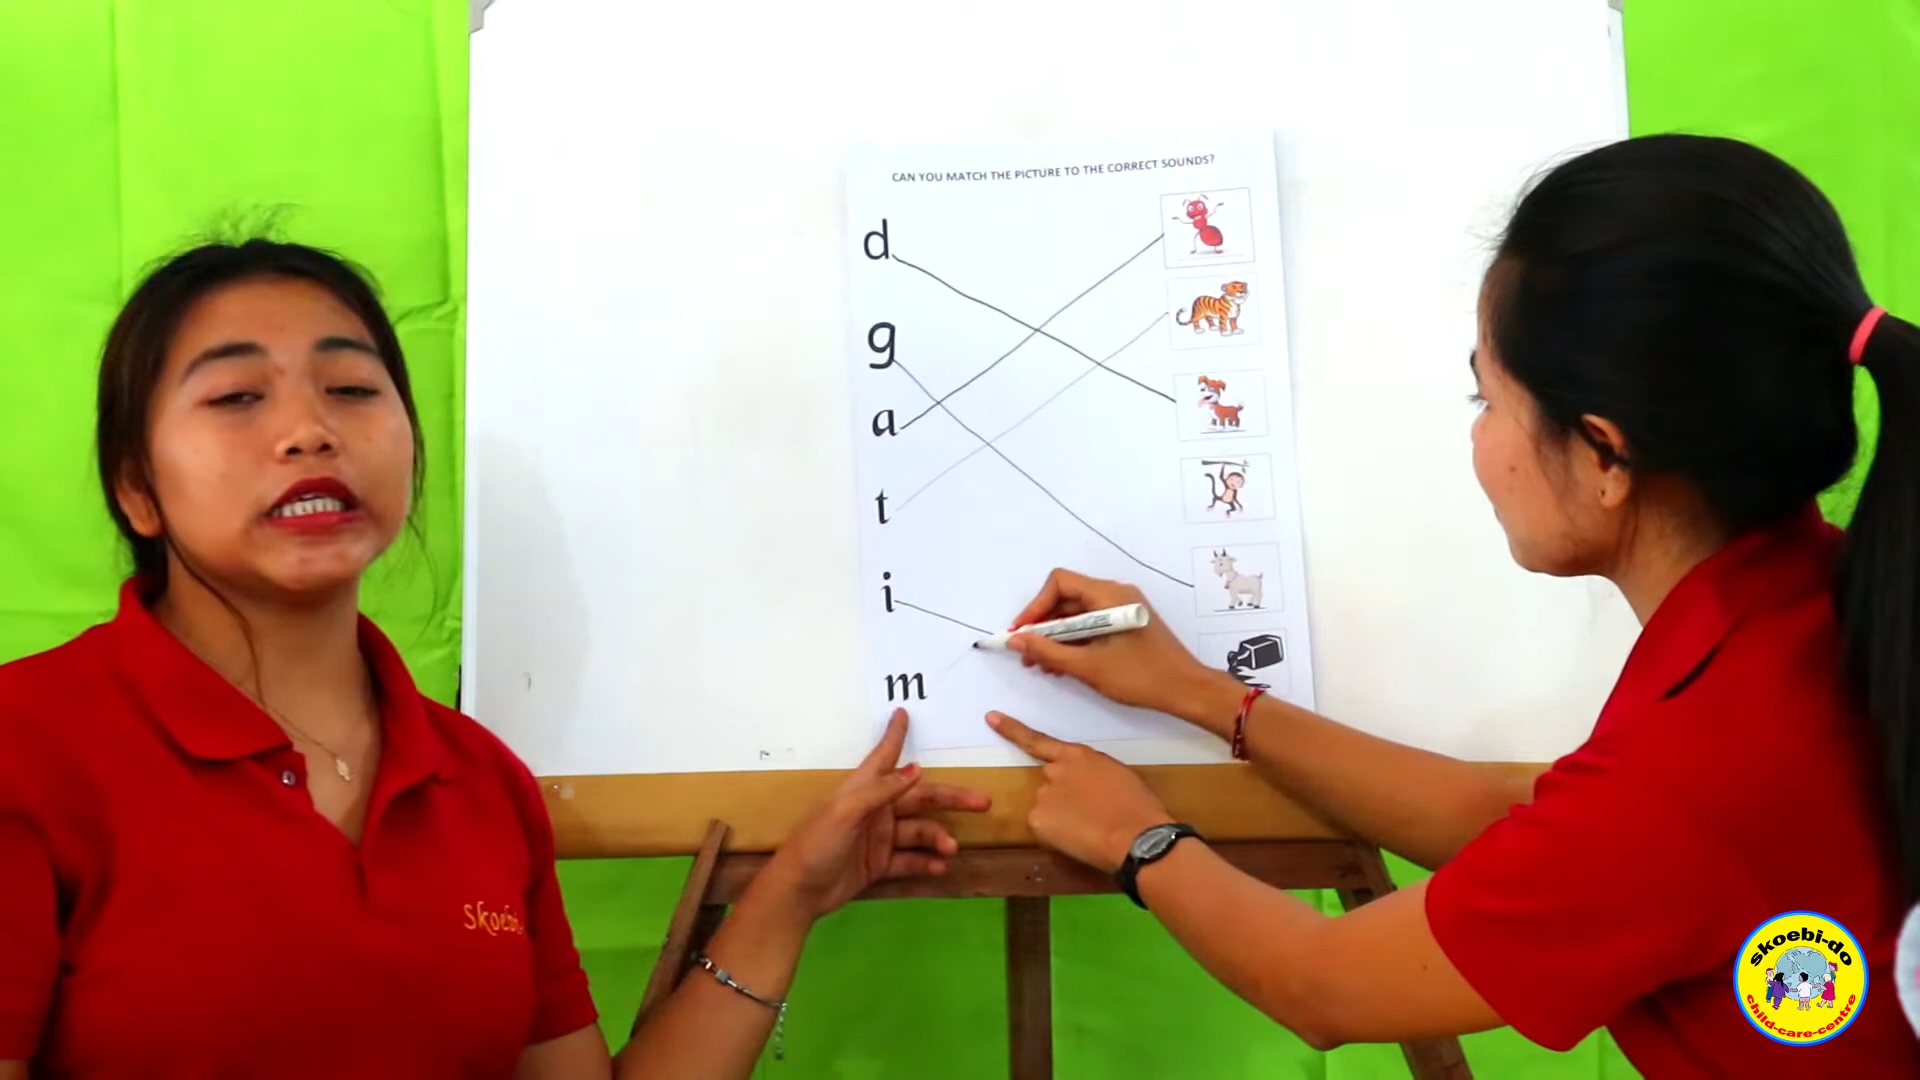 CAN YOU MATCH THE PICTURE TO THE CORRECT SOUNDS?
d
g
a
t
i
m
skoebi-do
child-care-centre